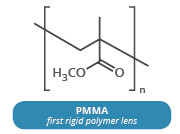 n
H₃CO
O
PMMA
first rigid polymer lens